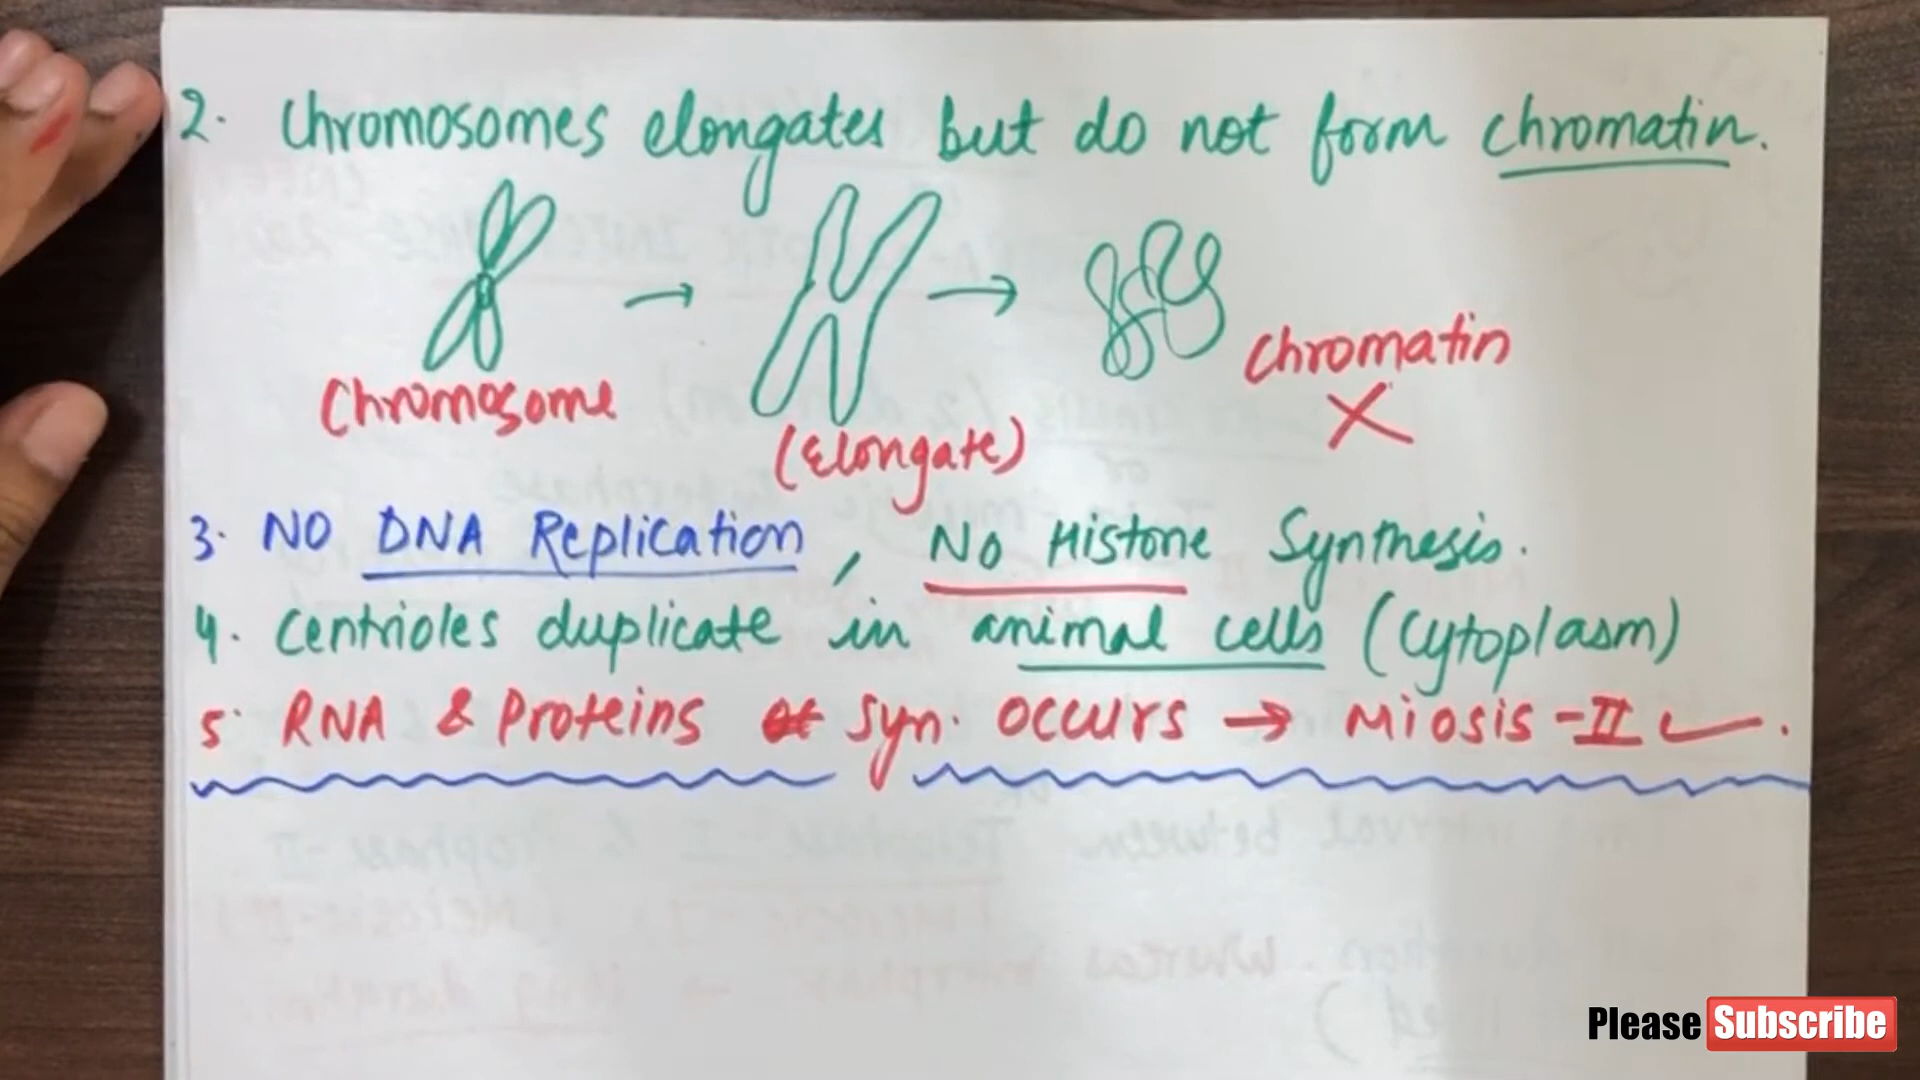 2. Chromosomes elongates but do not form chromatin.
Chromosome
(Elongate)
Chromatin
X
3. NO DNA Replication, No Histone Synthesis.
4. Centrioles duplicate in animal cells (Cytoplasm)
5. RNA & Proteins Syn. occurs → Miosis-II
Please Subscribe